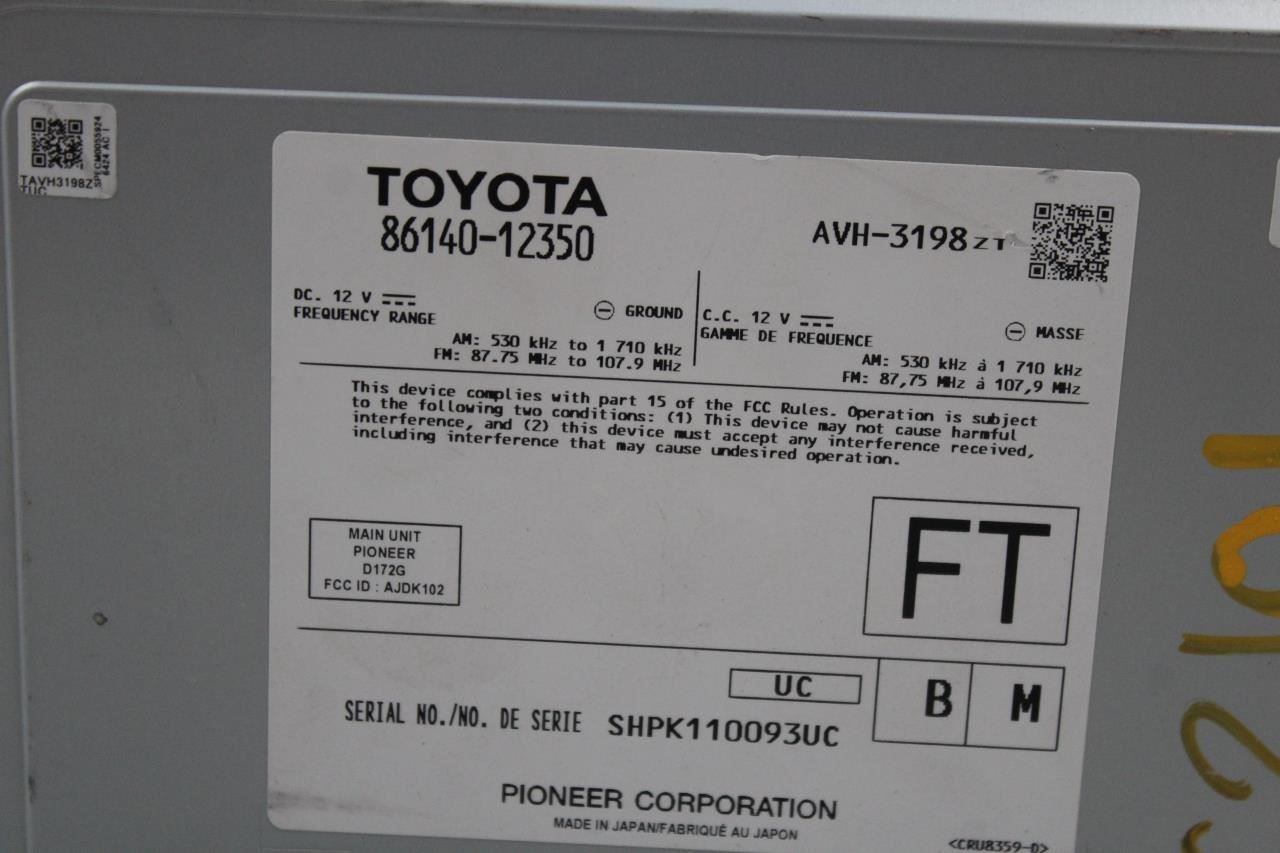 TAVH3198Z
TUC
SPECM0055924
6424 AC I
TOYOTA
86140-12350
AVH-3198ZT
DC. 12 V
GROUND
FREQUENCY RANGE
AM: 530 kHz to 1 710 kHz
FM: 87.75 MHz to 107.9 MHz
C.C. 12 V
MASSE
GAMME DE FREQUENCE
AM: 530 kHz à 1 710 kHz
FM: 87,75 MHz à 107,9 MHz
This device complies with part 15 of the FCC Rules. Operation is subject
to the following two conditions: (1) This device may not cause harmful
interference, and (2) this device must accept any interference received,
including interference that may cause undesired operation.
MAIN UNIT
PIONEER
D172G
FCC ID : AJDK102
FT
UC
B M
SERIAL NO./NO. DE SERIE SHPK110093UC
PIONEER CORPORATION
MADE IN JAPAN/FABRIQUÉ AU JAPON
<CRU8359-D>